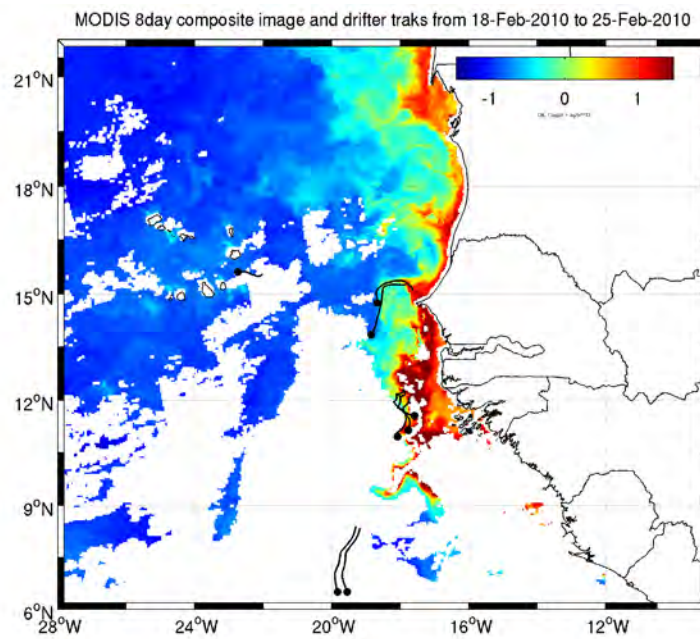 MODIS 8day composite image and drifter traks from 18-Feb-2010 to 25-Feb-2010
21°N
-1 0 1
18°N
15°N
12°N
9°N
6°N
28°W 24°W 20°W 16°W 12°W